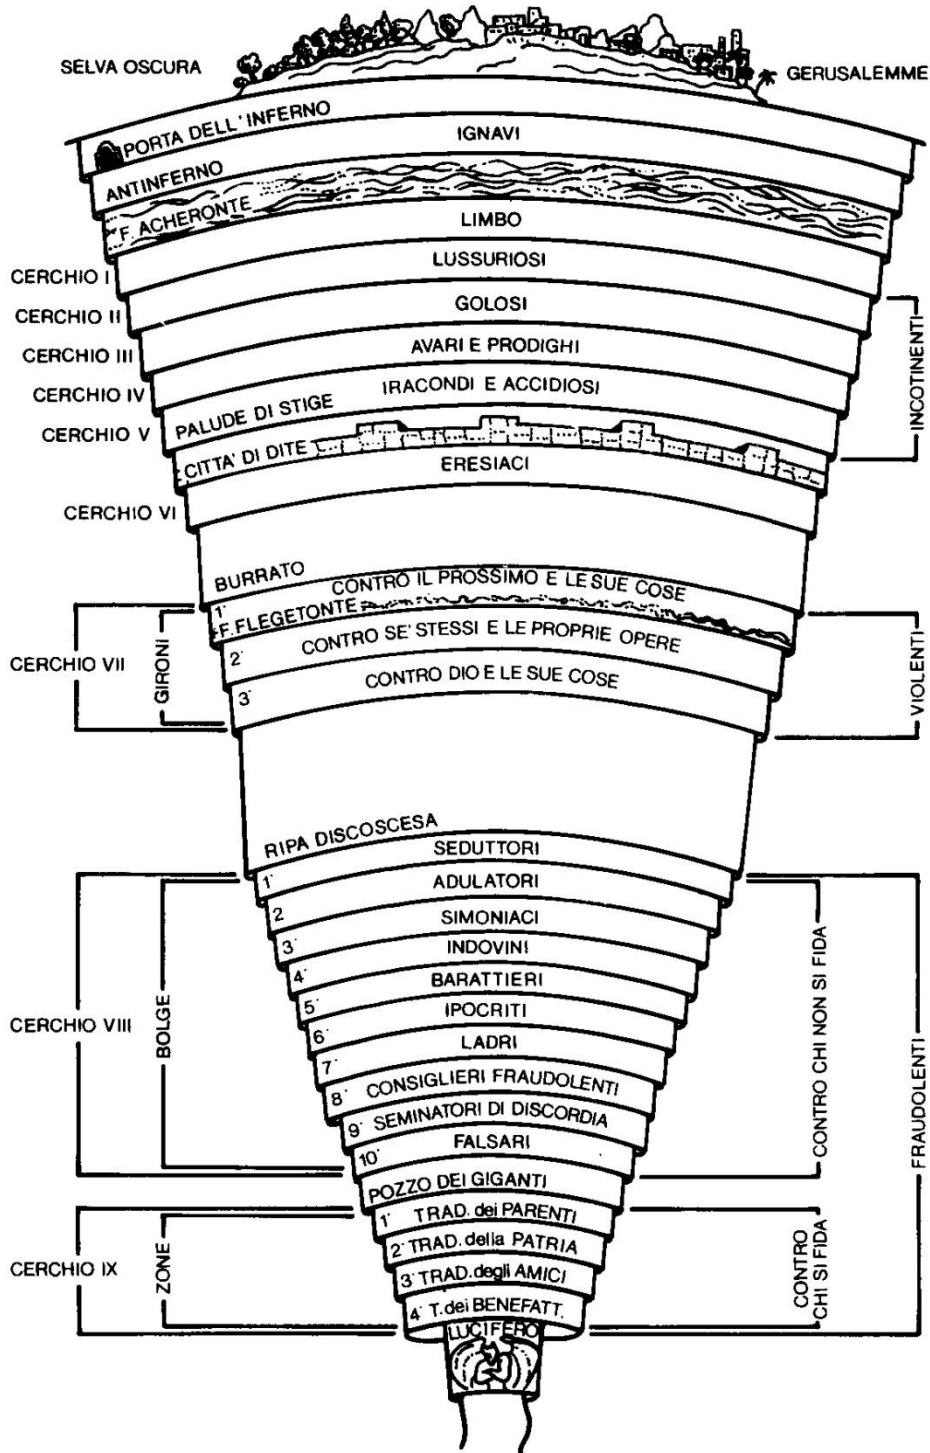 SELVA OSCURA
GERUSALEMME
PORTA DELL'INFERNO
IGNAVI
ANTINFERNO
F. ACHERONTE
LIMBO
CERCHIO I
LUSSURIOSI
CERCHIO II
GOLOSI
CERCHIO III
AVARI E PRODIGHI
CERCHIO IV
IRACONDI E ACCIDIOSI
INCOTINENTI
CERCHIO V
PALUDE DI STIGE
CITTA' DI DITE
ERESIACI
CERCHIO VI
BURRATO
CONTRO IL PROSSIMO E LE SUE COSE
1'
F. FLEGETONTE
CERCHIO VII
GIRONI
2' CONTRO SE' STESSI E LE PROPRIE OPERE
3' CONTRO DIO E LE SUE COSE
VIOLENTI
RIPA DISCOSCESA
SEDUTTORI
1' ADULATORI
2 SIMONIACI
3' INDOVINI
4' BARATTIERI
5' IPOCRITI
6' LADRI
7'
8' CONSIGLIERI FRAUDOLENTI
9' SEMINATORI DI DISCORDIA
10' FALSARI
CERCHIO VIII
BOLGE
CONTRO CHI NON SI FIDA
FRAUDOLENTI
POZZO DEI GIGANTI
1' TRAD. dei PARENTI
2' TRAD. della PATRIA
3' TRAD. degli AMICI
4' T. dei BENEFATT.
CERCHIO IX
ZONE
CONTRO
CHI SI FIDA
LUCIFERO